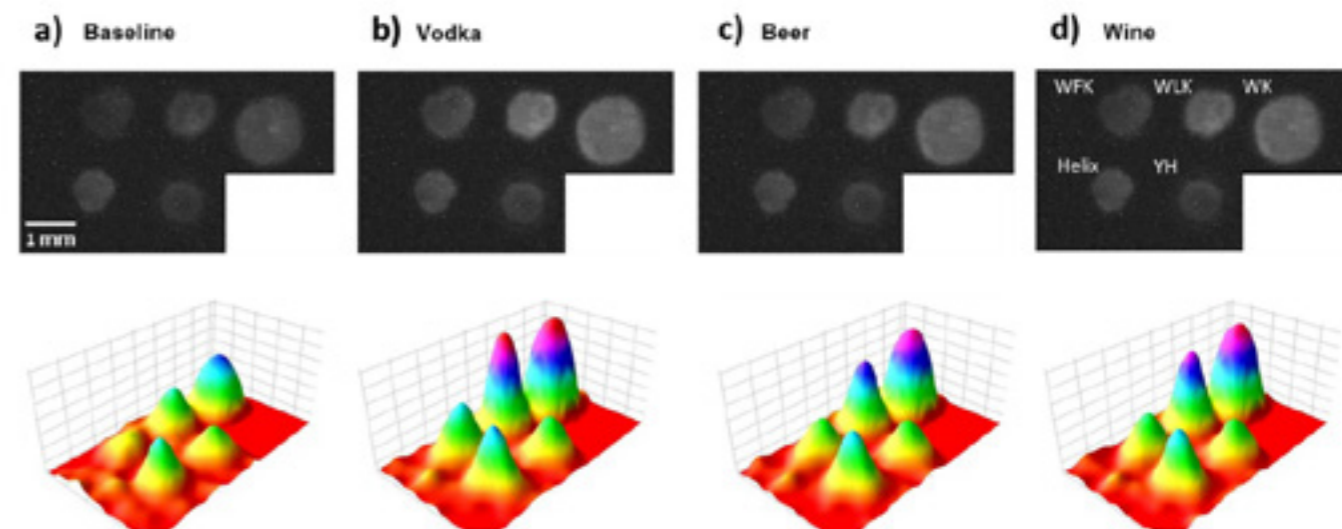 a) Baseline
b) Vodka
c) Beer
d) Wine
WFK WLK WK
Helix YH
1 mm